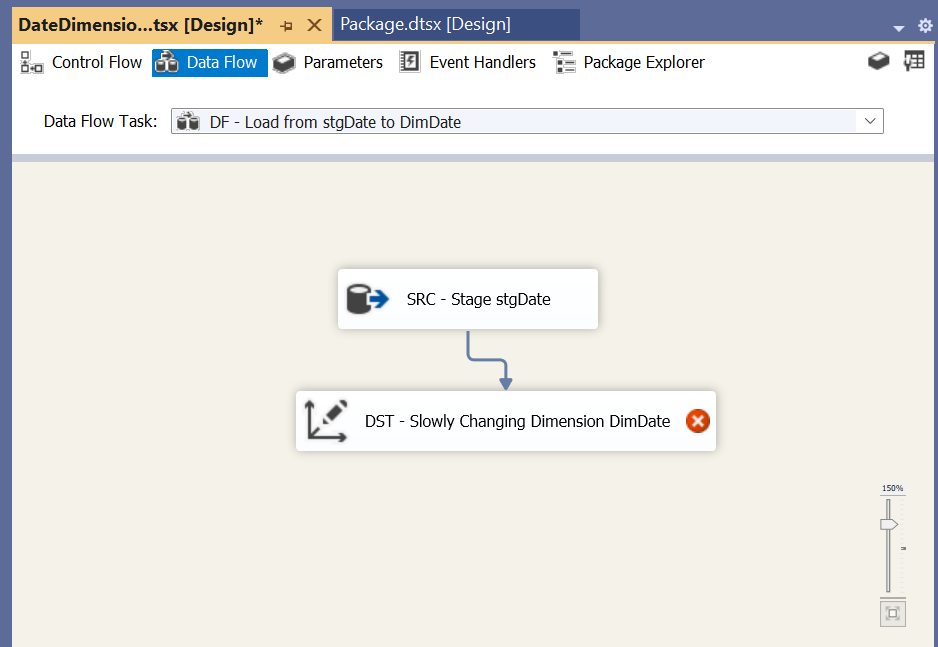 DateDimensio...tsx [Design]*
Package.dtsx [Design]
Control Flow
Data Flow
Parameters
Event Handlers
Package Explorer
Data Flow Task:
DF - Load from stgDate to DimDate
SRC - Stage stgDate
DST - Slowly Changing Dimension DimDate
150%